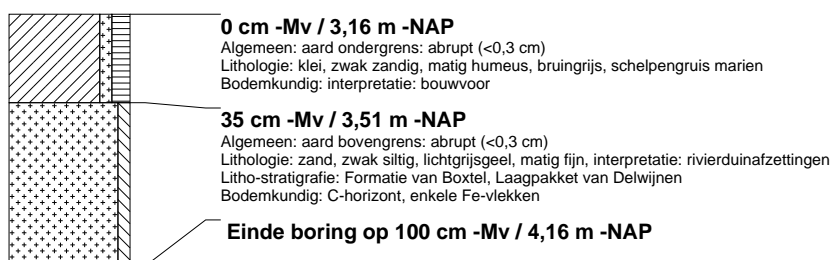 0 cm -Mv / 3,16 m -NAP
Algemeen: aard ondergrens: abrupt (<0,3 cm)
Lithologie: klei, zwak zandig, matig humeus, bruingrijs, schelpengruis marien
Bodemkundig: interpretatie: bouwvoor
35 cm -Mv / 3,51 m -NAP
Algemeen: aard bovengrens: abrupt (<0,3 cm)
Lithologie: zand, zwak siltig, lichtgrijsgeel, matig fijn, interpretatie: rivierduinafzettingen
Litho-stratigrafie: Formatie van Boxtel, Laagpakket van Delwijnen
Bodemkundig: C-horizont, enkele Fe-vlekken
Einde boring op 100 cm -Mv / 4,16 m -NAP